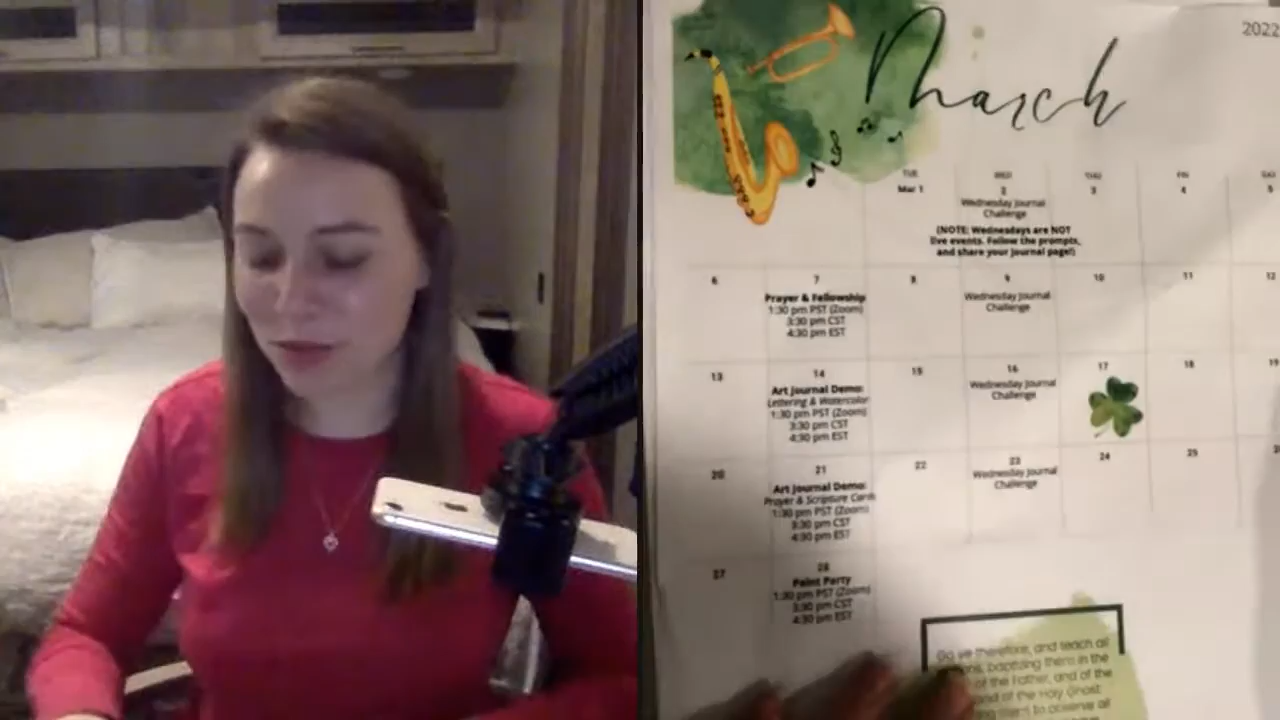 March
2022
TUE WED THU FRI SAT
Mar 1 2 3 4 5
Wednesday Journal
Challenge
(NOTE: Wednesdays are NOT
live events. Follow the prompts,
and share your journal page!)
6 7 8 9 10 11 12
Prayer & Fellowship
1:30 pm PST (Zoom)
3:30 pm CST
4:30 pm EST
Wednesday Journal
Challenge
13 14 15 16 17 18 19
Art Journal Demo:
Lettering & Watercolor
1:30 pm PST (Zoom)
3:30 pm CST
4:30 pm EST
Wednesday Journal
Challenge
20 21 22 23 24 25
Art Journal Demo:
Prayer & Scripture Cards
1:30 pm PST (Zoom)
3:30 pm CST
4:30 pm EST
Wednesday Journal
Challenge
27 28
Paint Party
1:30 pm PST (Zoom)
3:30 pm CST
4:30 pm EST
Go ye therefore, and teach all
baptizing them in the
of the Father, and of the
and of the Holy Ghost:
them to observe all